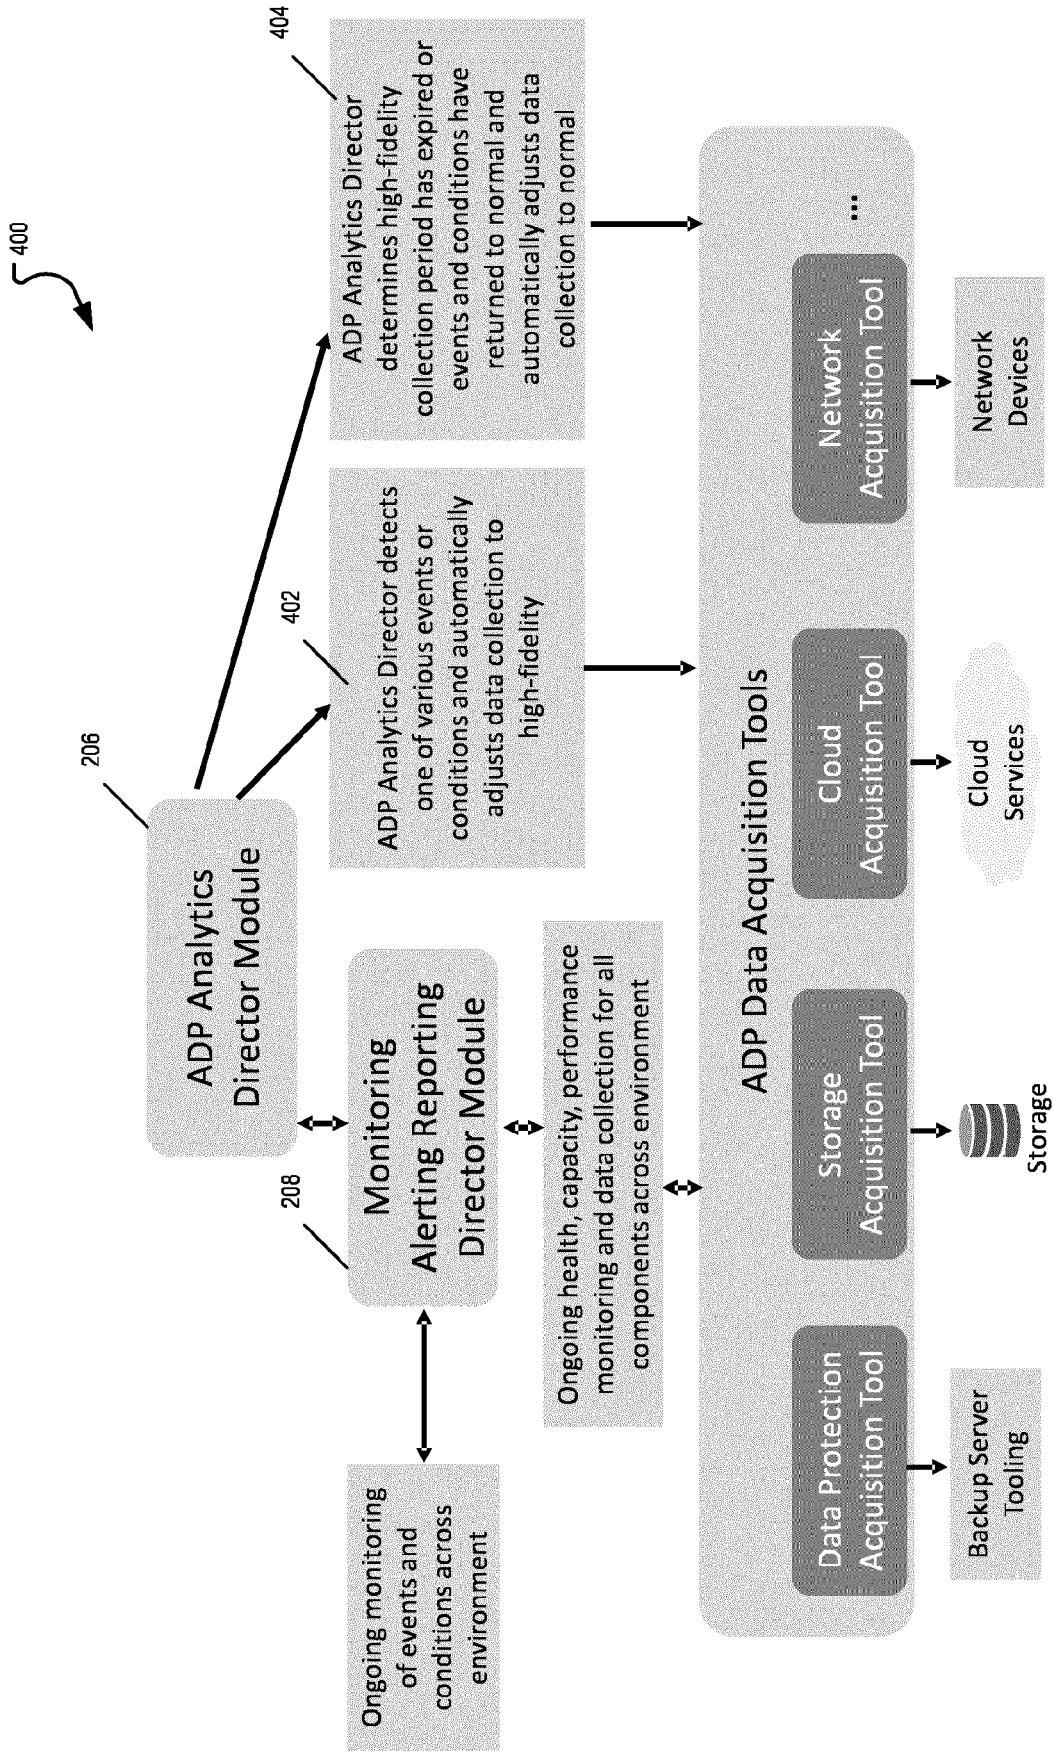 400
206
ADP Analytics
Director Module
208
Monitoring
Alerting Reporting
Director Module
Ongoing monitoring
of events and
conditions across
environment
402
ADP Analytics Director detects
one of various events or
conditions and automatically
adjusts data collection to
high-fidelity
404
ADP Analytics Director
determines high-fidelity
collection period has expired or
events and conditions have
returned to normal and
automatically adjusts data
collection to normal
Ongoing health, capacity, performance
monitoring and data collection for all
components across environment
ADP Data Acquisition Tools
Data Protection
Acquisition Tool
Storage
Acquisition Tool
Cloud
Acquisition Tool
Network
Acquisition Tool
...
Backup Server
Tooling
Storage
Cloud
Services
Network
Devices